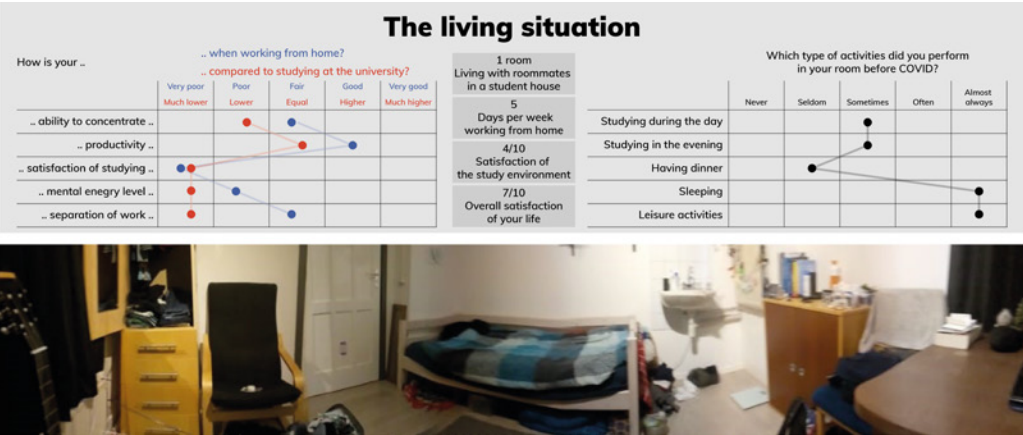 The living situation
How is your ..
.. when working from home?
.. compared to studying at the university?
Very poor Poor Fair Good Very good
Much lower Lower Equal Higher Much higher
.. ability to concentrate ..
.. productivity ..
.. satisfaction of studying ..
.. mental enegry level ..
.. separation of work ..
1 room
Living with roommates
in a student house
5
Days per week
working from home
4/10
Satisfaction of
the study environment
7/10
Overall satisfaction
of your life
Which type of activities did you perform
in your room before COVID?
Never Seldom Sometimes Often Almost
always
Studying during the day
Studying in the evening
Having dinner
Sleeping
Leisure activities